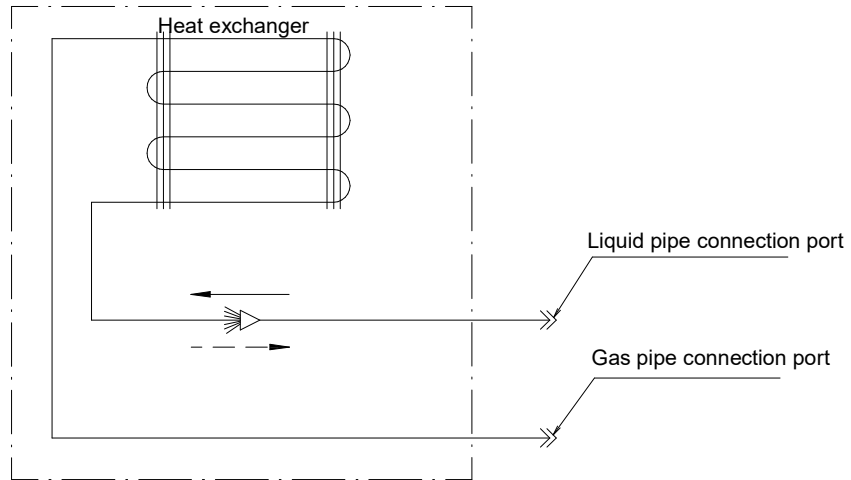 Heat exchanger
Liquid pipe connection port
Gas pipe connection port